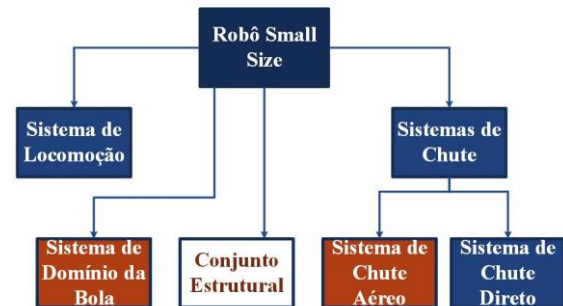 Robô Small
Size
Sistema de
Locomoção
Sistemas de
Chute
Sistema de
Domínio da
Bola
Conjunto
Estrutural
Sistema de
Chute
Aéreo
Sistema de
Chute
Direto